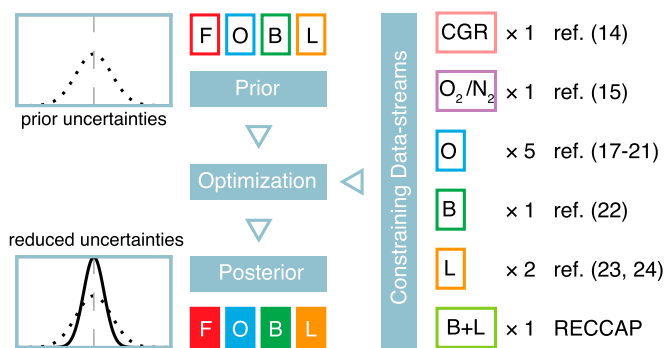 F O B L
Prior
prior uncertainties
Optimization
reduced uncertainties
Posterior
F O B L
Constraining Data-streams
CGR × 1 ref. (14)
O2/N2 × 1 ref. (15)
O × 5 ref. (17-21)
B × 1 ref. (22)
L × 2 ref. (23, 24)
B+L × 1 RECCAP